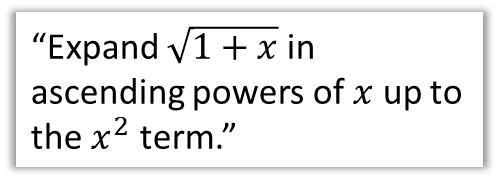 “Expand √1 + x in
ascending powers of x up to
the x² term.”